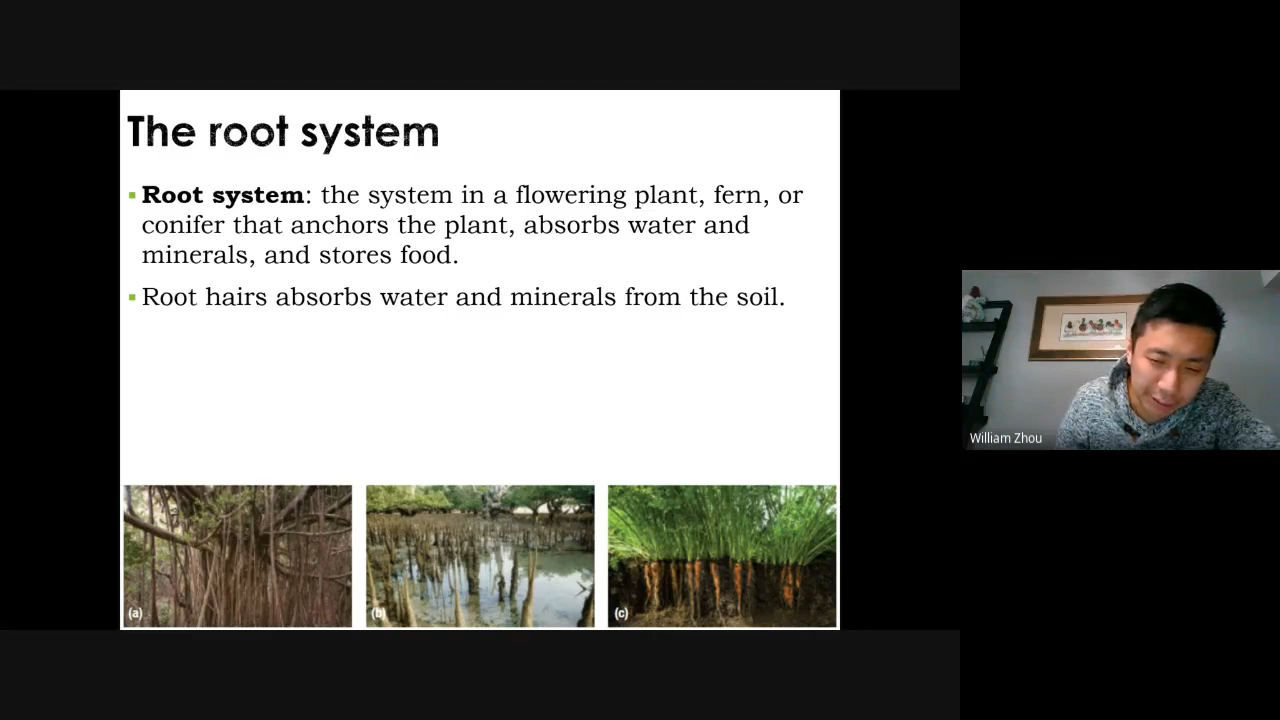 The root system
▪ Root system: the system in a flowering plant, fern, or
conifer that anchors the plant, absorbs water and
minerals, and stores food.
▪ Root hairs absorbs water and minerals from the soil.
(a)
(b)
(c)
William Zhou